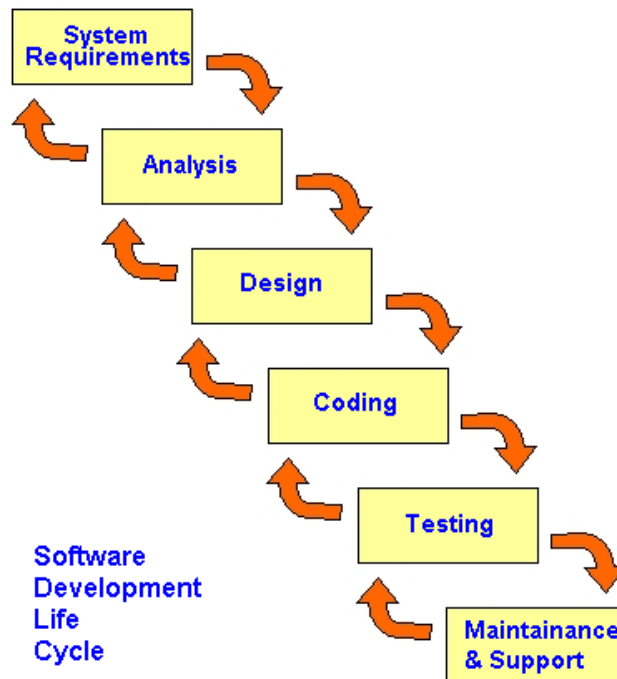 System
Requirements
Analysis
Design
Coding
Testing
Maintainance
& Support
Software
Development
Life
Cycle